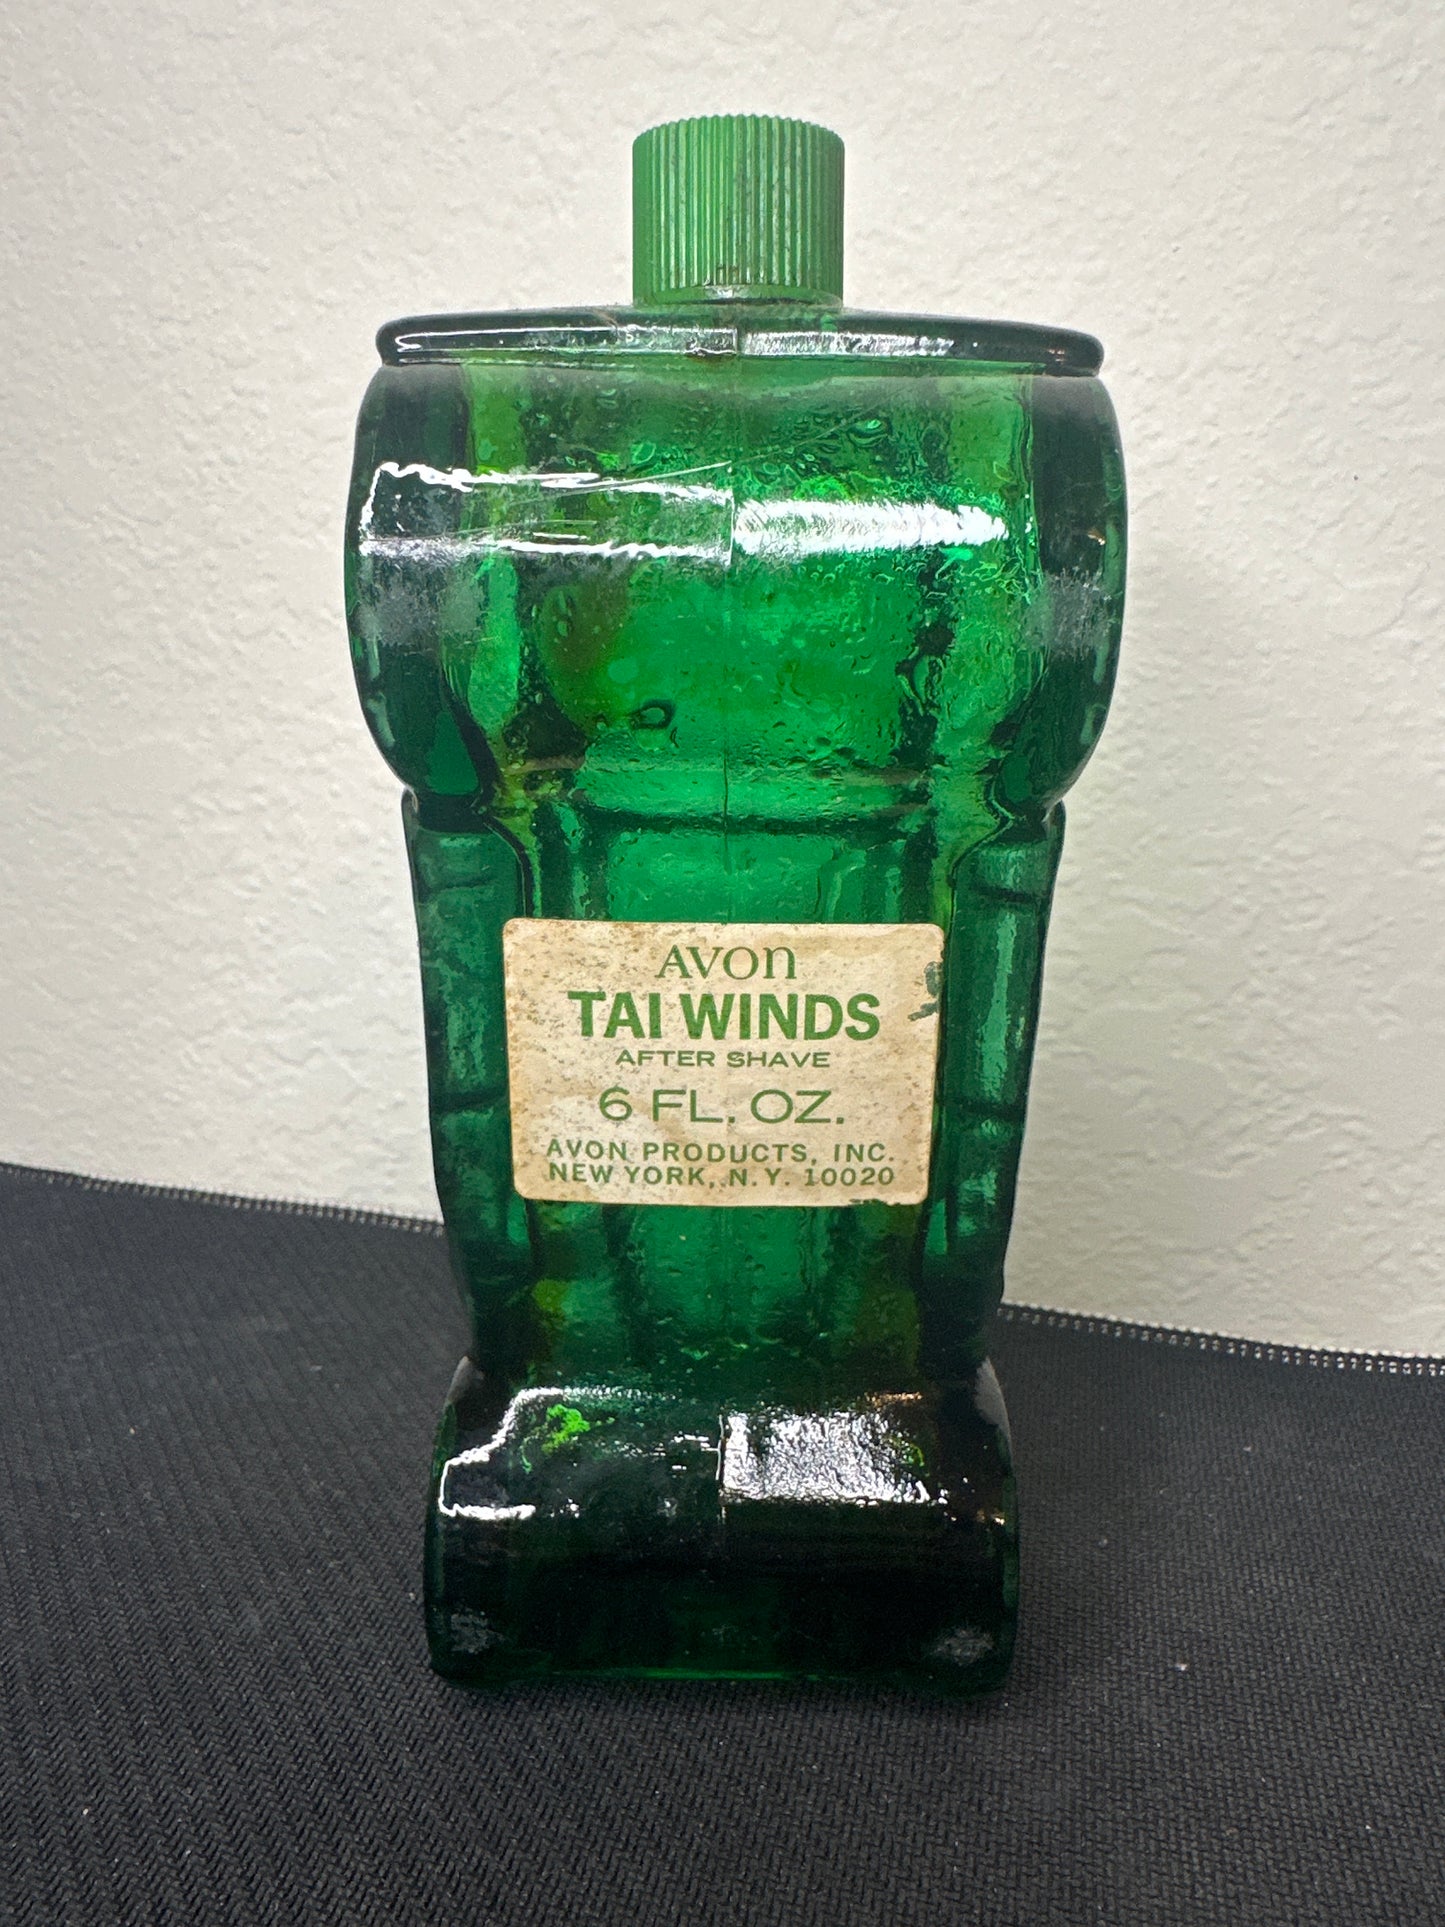 AVON
TAI WINDS
AFTER SHAVE
6 FL. OZ.
AVON PRODUCTS, INC.
NEW YORK, N.Y. 10020